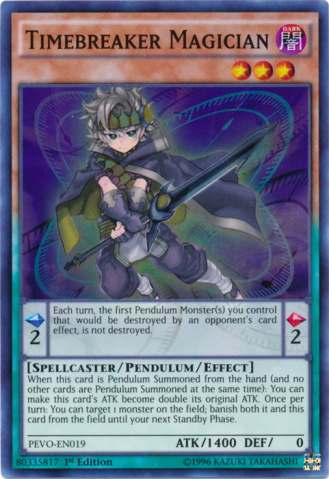 TIMEBREAKER MAGICIAN
DARK
闇
Each turn, the first Pendulum Monster(s) you control
that would be destroyed by an opponent's card
effect, is not destroyed.
2
2
[SPELLCASTER/PENDULUM/EFFECT]
When this card is Pendulum Summoned from the hand (and no
other cards are Pendulum Summoned at the same time): You can
make this card's ATK become double its original ATK. Once per
turn: You can target 1 monster on the field; banish both it and this
card from the field until your next Standby Phase.
PEVO-EN019
ATK/1400 DEF/ 0
80335817
1st Edition
©1996 KAZUKI TAKAHASHI